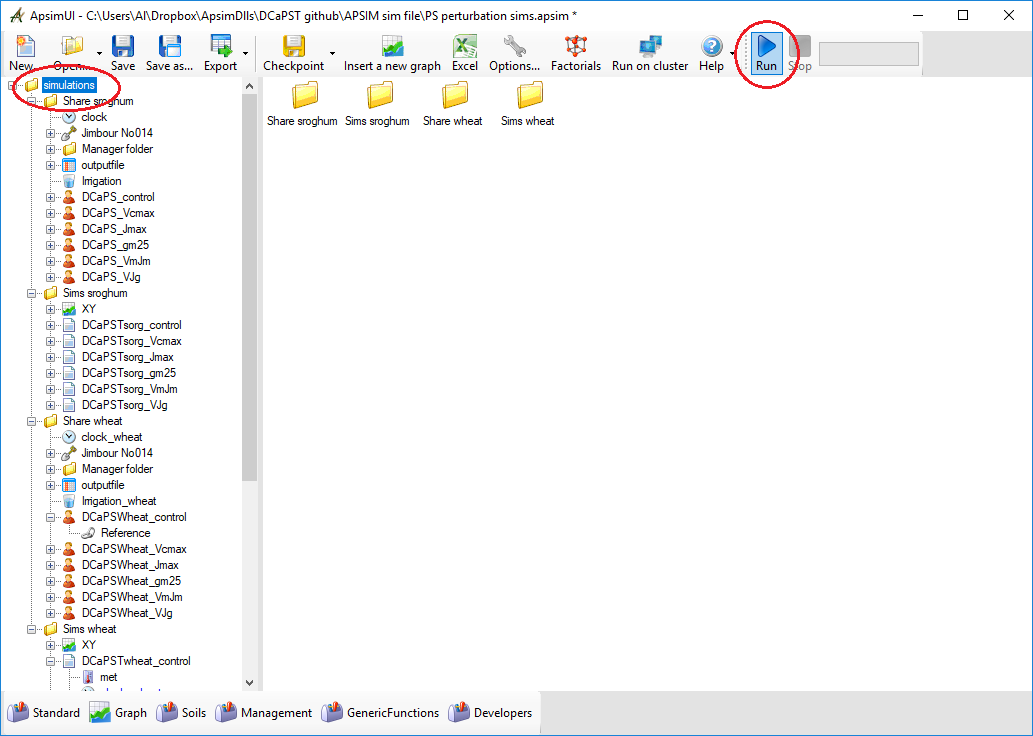 ApsimUI - C:\Users\Al\Dropbox\ApsimDlls\DCaPST github\APSIM sim file\PS perturbation sims.apsim *
New Open... Save Save as... Export Checkpoint Insert a new graph Excel Options... Factorials Run on cluster Help Run Stop
simulations
Share sroghum
clock
Jimbour No014
Manager folder
outputfile
Irrigation
DCaPS_control
DCaPS_Vcmax
DCaPS_Jmax
DCaPS_gm25
DCaPS_VmJm
DCaPS_VJg
Sims sroghum
XY
DCaPSTsorg_control
DCaPSTsorg_Vcmax
DCaPSTsorg_Jmax
DCaPSTsorg_gm25
DCaPSTsorg_VmJm
DCaPSTsorg_VJg
Share wheat
clock_wheat
Jimbour No014
Manager folder
outputfile
Irrigation_wheat
DCaPSWheat_control
Reference
DCaPSWheat_Vcmax
DCaPSWheat_Jmax
DCaPSWheat_gm25
DCaPSWheat_VmJm
DCaPSWheat_VJg
Sims wheat
XY
DCaPSTwheat_control
met
Share sroghum Sims sroghum Share wheat Sims wheat
Standard Graph Soils Management GenericFunctions Developers